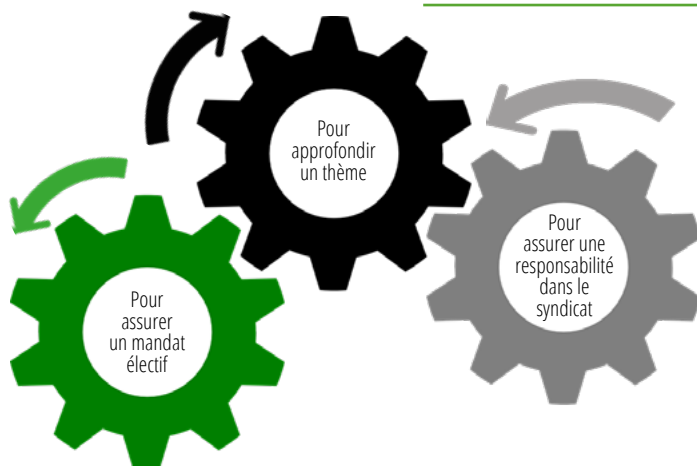 Pour
approfondir
un thème
Pour
assurer une
responsabilité
dans le
syndicat
Pour
assurer
un mandat
électif